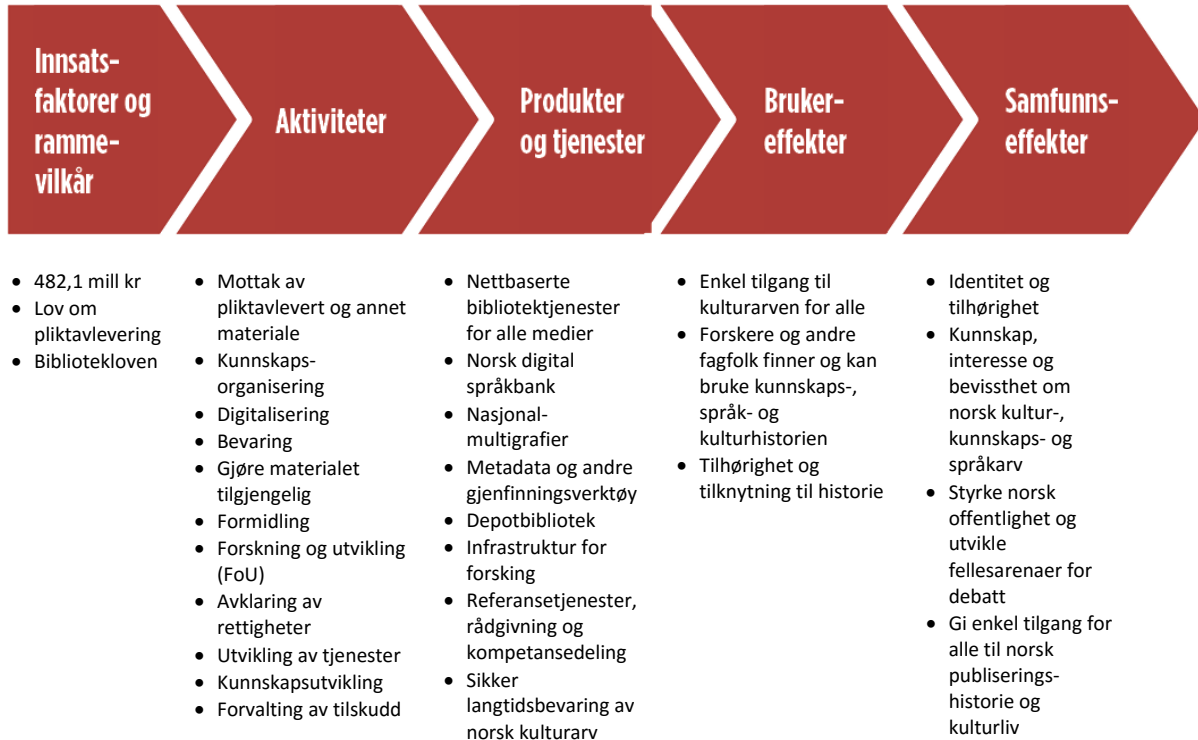 Innsats-
faktorer og
ramme-
vilkår
Aktiviteter
Produkter
og tjenester
Bruker-
effekter
Samfunns-
effekter
• 482,1 mill kr
• Lov om
pliktavlevering
• Biblioteкloven
• Mottak av
pliktavlevert og annet
materiale
• Kunnskaps-
organisering
• Digitalisering
• Bevaring
• Gjøre materialet
tilgjengelig
• Formidling
• Forskning og utvikling
(FoU)
• Avklaring av
rettigheter
• Utvikling av tjenester
• Kunnskapsutvikling
• Forvalting av tilskudd
• Nettbaserte
bibliotektjenester
for alle medier
• Norsk digital
språkbank
• Nasjonal-
multigrafier
• Metadata og andre
gjenfinningsverktøy
• Depotbibliotek
• Infrastruktur for
forsking
• Referansetjenester,
rådgivning og
kompetansedeling
• Sikker
langtidsbevaring av
norsk kulturarv
• Enkel tilgang til
kulturarven for alle
• Forskere og andre
fagfolk finner og kan
bruke kunnskaps-,
språk- og
kulturhistorien
• Tilhørighet og
tilknytning til historie
• Identitet og
tilhørighet
• Kunnskap,
interesse og
bevissthet om
norsk kultur-,
kunnskaps- og
språkarv
• Styrke norsk
offentlighet og
utvikle
fellesarenaer for
debatt
• Gi enkel tilgang for
alle til norsk
publiserings-
historie og
kulturliv